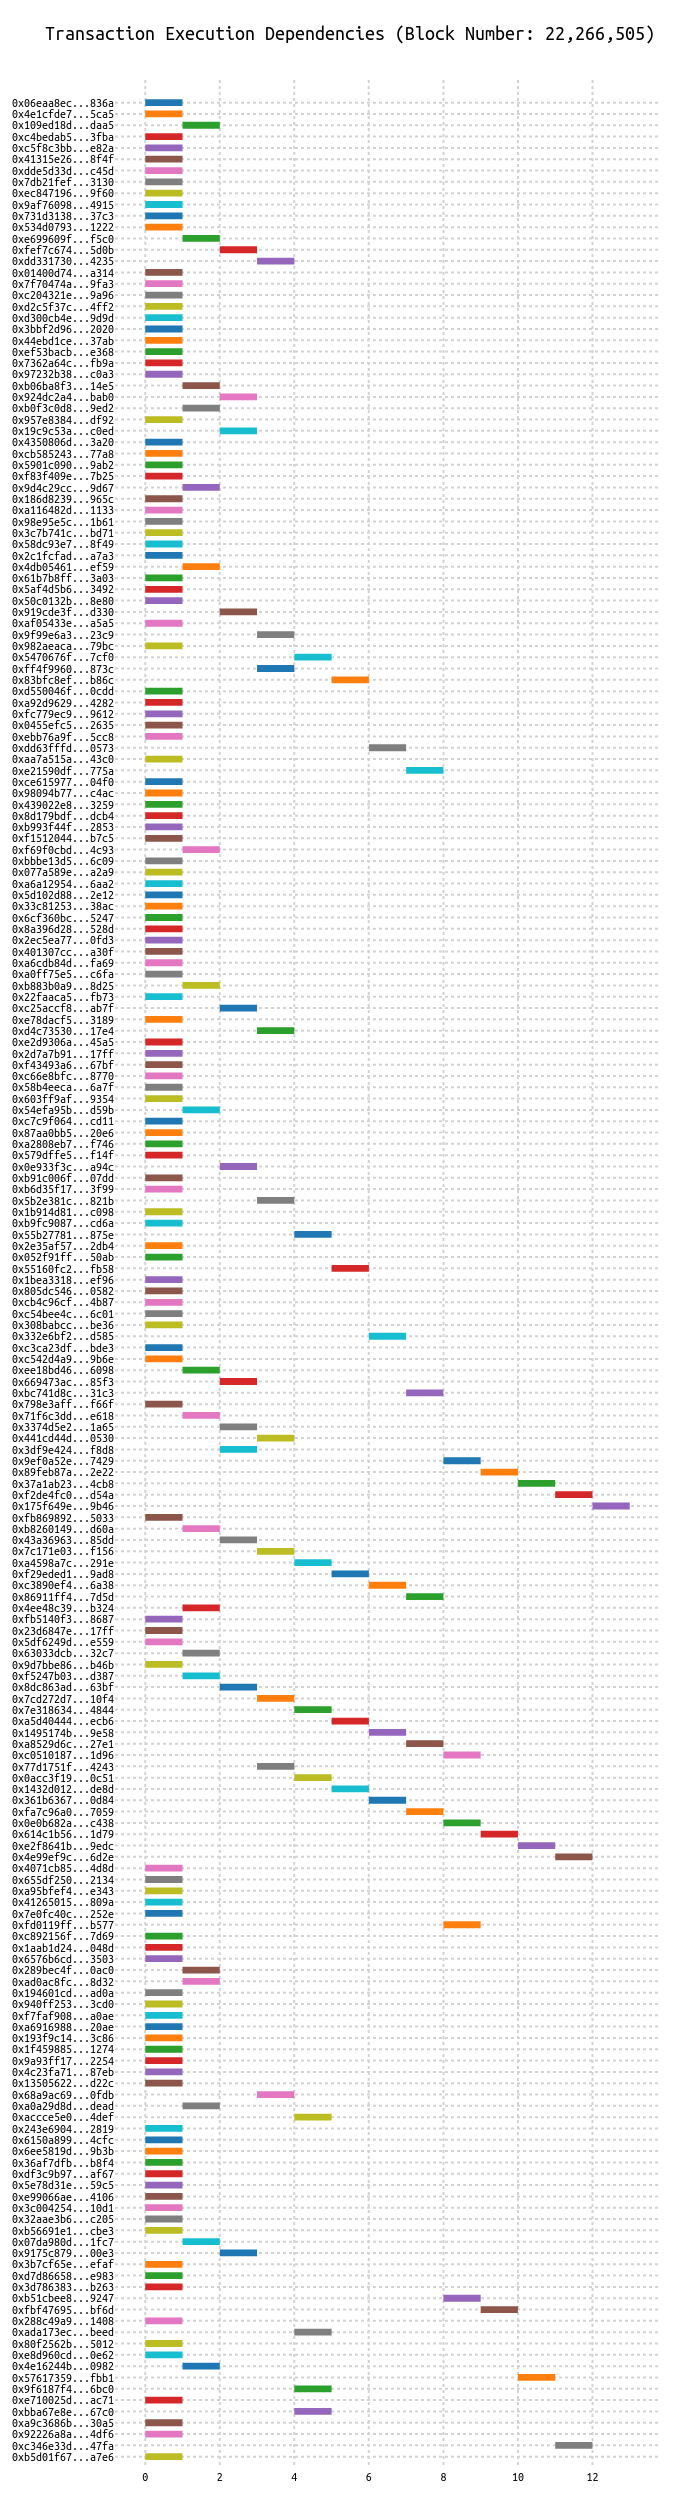 Transaction Execution Dependencies (Block Number: 22,266,505)
0x06eaa8ec...836a
0x4e1cfde7...5ca5
0x109ed18d...daa5
0xc4bedab5...3fba
0xc5f8c3bb...e82a
0x41315e26...8f4f
0xdde5d33d...c45d
0x7db21fef...3130
0xec847196...9f60
0x9af76098...4915
0x731d3138...37c3
0x534d0793...1222
0xe699609f...f5c0
0xfef7c674...5d0b
0xdd331730...4235
0x01400d74...a314
0x7f70474a...9fa3
0xc204321e...9a96
0xd2c5f37c...4ff2
0xd300cb4e...9d9d
0x3bbf2d96...2020
0x44ebd1ce...37ab
0xef53bacb...e368
0x7362a64c...fb9a
0x97232b38...c0a3
0xb06ba8f3...14e5
0x924dc2a4...bab0
0xb0f3c0d8...9ed2
0x957e8384...df92
0x19c9c53a...c0ed
0x4350806d...3a20
0xcb585243...77a8
0x5901c090...9ab2
0xf83f409e...7b25
0x9d4c29cc...9d67
0x186d8239...965c
0xa116482d...1133
0x98e95e5c...1b61
0x3c7b741c...bd71
0x58dc93e7...8f49
0x2c1fcfad...a7a3
0x4db05461...ef59
0x61b7b8ff...3a03
0x5af4d5b6...3492
0x50c0132b...8e80
0x919cde3f...d330
0xaf05433e...a5a5
0x9f99e6a3...23c9
0x982aeaca...79bc
0x5470676f...7cf0
0xff4f9960...873c
0x83bfc8ef...b86c
0xd550046f...0cdd
0xa92d9629...4282
0xfc779ec9...9612
0x0455efc5...2635
0xebb76a9f...5cc8
0xdd63fffd...0573
0xaa7a515a...43c0
0xe21590df...775a
0xce615977...04f0
0x98094b77...c4ac
0x439022e8...3259
0x8d179bdf...dcb4
0xb993f44f...2853
0xf1512044...b7c5
0xf69f0cbd...4c93
0xbbbe13d5...6c09
0x077a589e...a2a9
0xa6a12954...6aa2
0x5d102d88...2e12
0x33c81253...38ac
0x6cf360bc...5247
0x8a396d28...528d
0x2ec5ea77...0fd3
0x401307cc...a30f
0xa6cdb84d...fa69
0xa0ff75e5...c6fa
0xb883b0a9...8d25
0x22faaca5...fb73
0xc25accf8...ab7f
0xe78dacf5...3189
0xd4c73530...17e4
0xe2d9306a...45a5
0x2d7a7b91...17ff
0xf43493a6...67bf
0xc66e8bfc...8770
0x58b4eeca...6a7f
0x603ff9af...9354
0x54efa95b...d59b
0xc7c9f064...cd11
0x87aa0bb5...20e6
0xa2808eb7...f746
0x579dffe5...f14f
0x0e933f3c...a94c
0xb91c006f...07dd
0xb6d35f17...3f99
0x5b2e381c...821b
0x1b914d81...c098
0xb9fc9087...cd6a
0x55b27781...875e
0x2e35af57...2db4
0x052f91ff...50ab
0x55160fc2...fb58
0x1bea3318...ef96
0x805dc546...0582
0xcb4c96cf...4b87
0xc54bee4c...6c01
0x308babcc...be36
0x332e6bf2...d585
0xc3ca23df...bde3
0xc542d4a9...9b6e
0xee18bd46...6098
0x669473ac...85f3
0xbc741d8c...31c3
0x798e3aff...f66f
0x71f6c3dd...e618
0x3374d5e2...1a65
0x441cd44d...0530
0x3df9e424...f8d8
0x9ef0a52e...7429
0x89feb87a...2e22
0x37a1ab23...4cb8
0xf2de4fc0...d54a
0x175f649e...9b46
0xfb869892...5033
0xb8260149...d60a
0x43a36963...85dd
0x7c171e03...f156
0xa4598a7c...291e
0xf29eded1...9ad8
0xc3890ef4...6a38
0x86911ff4...7d5d
0x4ee48c39...b324
0xfb5140f3...8687
0x23d6847e...17ff
0x5df6249d...e559
0x63033dcb...32c7
0x9d7bbe86...b46b
0xf5247b03...d387
0x8dc863ad...63bf
0x7cd272d7...10f4
0x7e318634...4844
0xa5d40444...ecb6
0x1495174b...9e58
0xa8529d6c...27e1
0xc0510187...1d96
0x77d1751f...4243
0x0acc3f19...0c51
0x1432d012...de8d
0x361b6367...0d84
0xfa7c96a0...7059
0x0e0b682a...c438
0x614c1b56...1d79
0xe2f8641b...9edc
0x4e99ef9c...6d2e
0x4071cb85...4d8d
0x655df250...2134
0xa95bfef4...e343
0x41265015...809a
0x7e0fc40c...252e
0xfd0119ff...b577
0xc892156f...7d69
0x1aab1d24...048d
0x6576b6cd...3503
0x289bec4f...0ac0
0xad0ac8fc...8d32
0x194601cd...ad0a
0x940ff253...3cd0
0xf7faf908...a0ae
0xa6916988...20ae
0x193f9c14...3c86
0x1f459885...1274
0x9a93ff17...2254
0x4c23fa71...87eb
0x13505622...d22c
0x68a9ac69...0fdb
0xa0a29d8d...dead
0xaccce5e0...4def
0x243e6904...2819
0x6150a899...4cfc
0x6ee5819d...9b3b
0x36af7dfb...b8f4
0xdf3c9b97...af67
0x5e78d31e...59c5
0xe99066ae...4106
0x3c004254...10d1
0x32aae3b6...c205
0xb56691e1...cbe3
0x07da980d...1fc7
0x9175c879...00e3
0x3b7cf65e...efaf
0xd7d86658...e983
0x3d786383...b263
0xb51cbee8...9247
0xfbf47695...bf6d
0x288c49a9...1408
0xada173ec...beed
0x80f2562b...5012
0xe8d960cd...0e62
0x4e16244b...0982
0x57617359...fbb1
0x9f6187f4...6bc0
0xe710025d...ac71
0xbba67e8e...67c0
0xa9c3686b...30a5
0x92226a8a...4df6
0xc346e33d...47fa
0xb5d01f67...a7e6
0 2 4 6 8 10 12